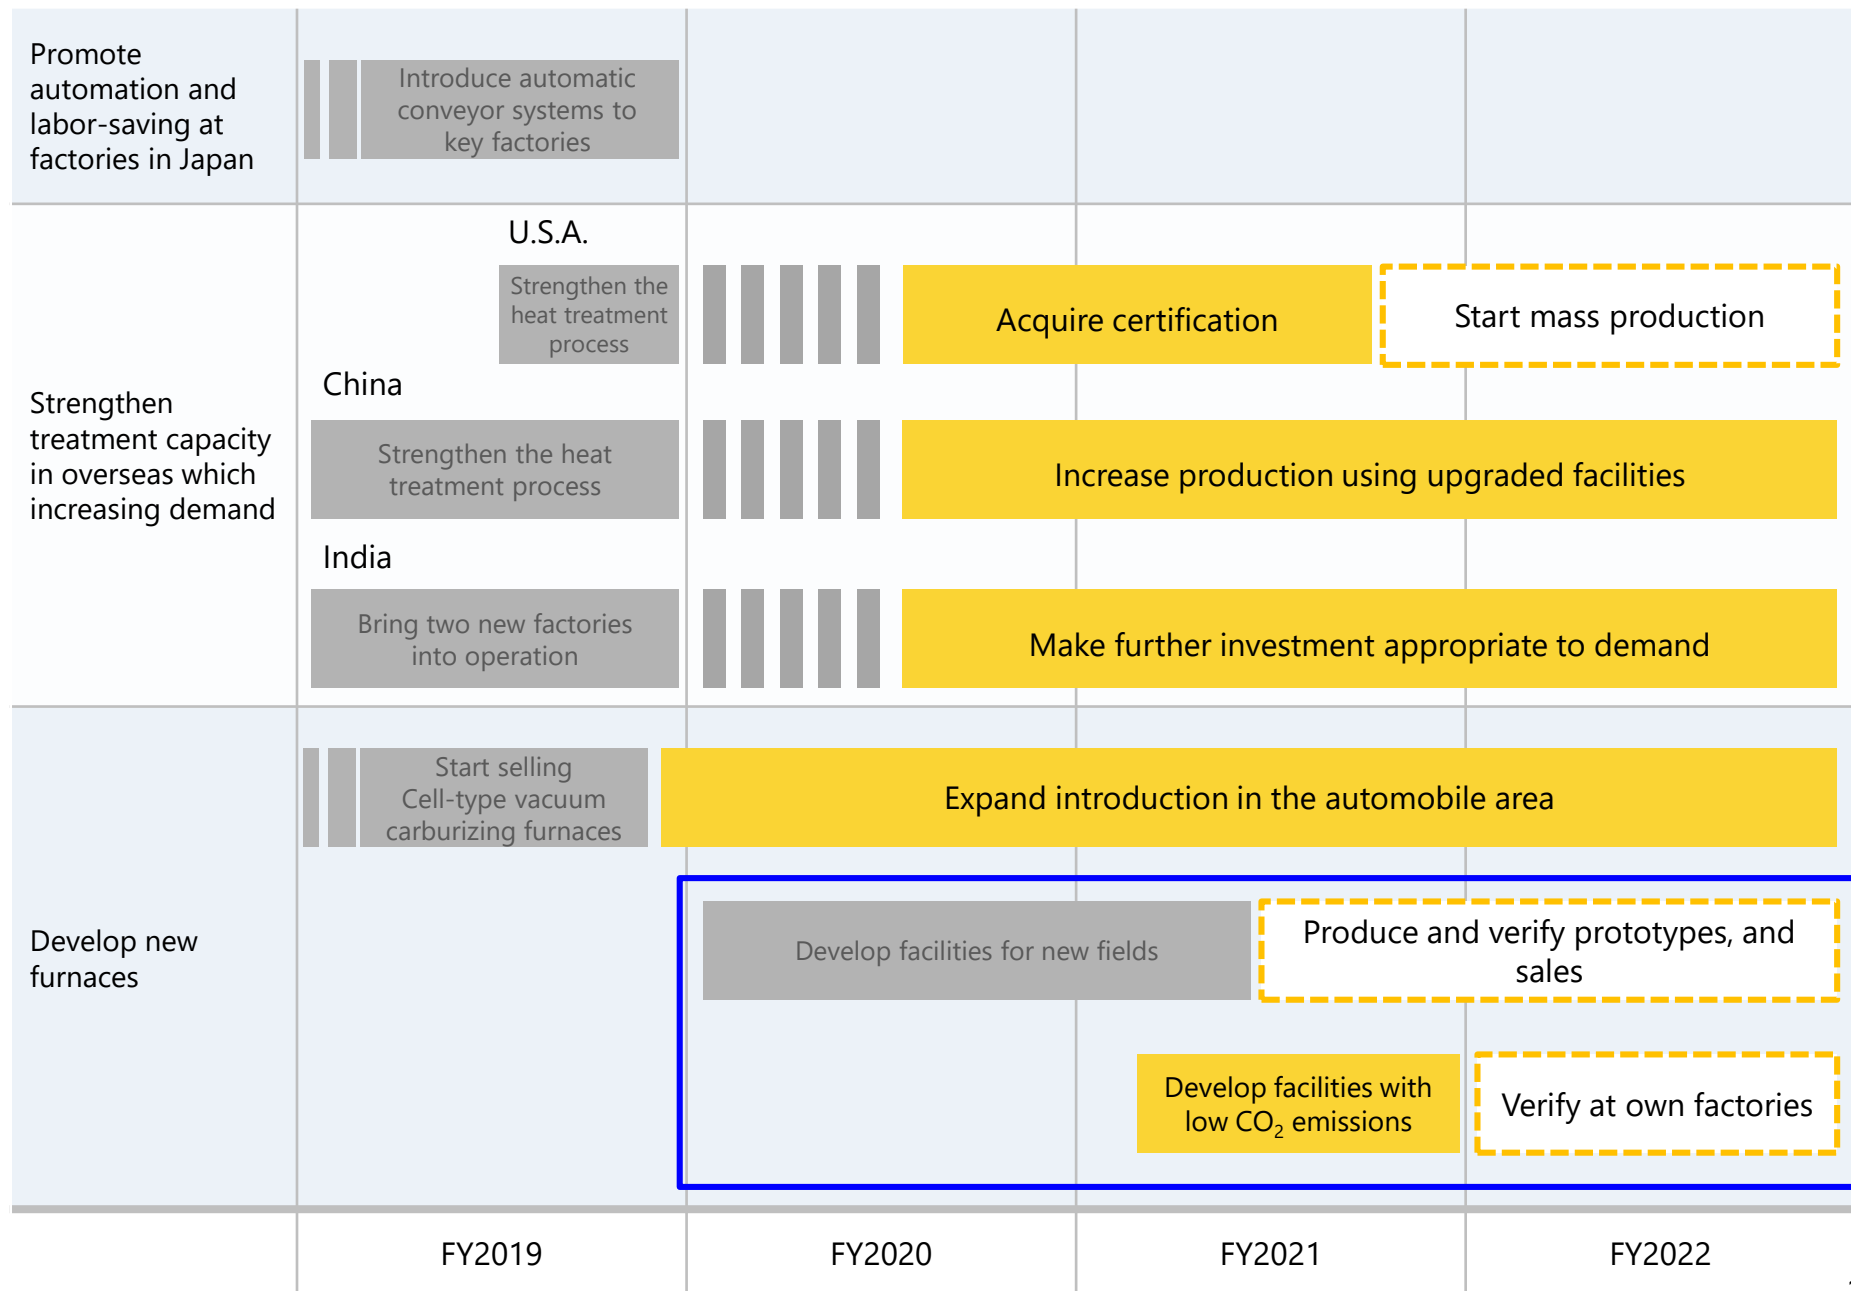 Promote
automation and
labor-saving at
factories in Japan
Introduce automatic
conveyor systems to
key factories
Strengthen
treatment capacity
in overseas which
increasing demand
U.S.A.
Strengthen the
heat treatment
process
Acquire certification
Start mass production
China
Strengthen the heat
treatment process
Increase production using upgraded facilities
India
Bring two new factories
into operation
Make further investment appropriate to demand
Develop new
furnaces
Start selling
Cell-type vacuum
carburizing furnaces
Expand introduction in the automobile area
Develop facilities for new fields
Produce and verify prototypes, and
sales
Develop facilities with
low CO₂ emissions
Verify at own factories
FY2019
FY2020
FY2021
FY2022